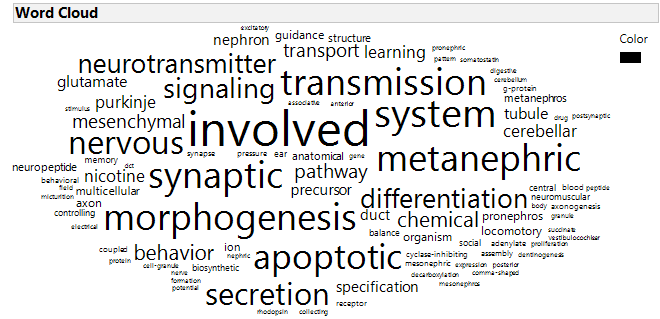 Word Cloud
Color
excitatory
nephron guidance structure
neurotransmitter transport learning pronephric
pattern somatostatin
glutamate signaling transmission digestive
cerebellum
g-protein
stimulus purkinje associative anterior metanephros
mesenchymal involved system tubule drug postsynaptic
cerebellar
nervous synapse pressure ear anatomical gene metanephric
neuropeptide memory dct
behavioral nicotine synaptic pathway
field multicellular precursor differentiation central blood peptide
micturition axon neuromuscular
body axonogenesis
controlling morphogenesis duct chemical pronephros granule
electrical balance organism locomotory succinate
vestibulocochlear
coupled behavior ion apoptotic social adenylate proliferation
protein nephric cyclase-inhibiting assembly dentinogenesis
cell-granule biosynthetic mesonephric expression posterior
nerve decarboxylation comma-shaped
formation secretion specification mesonephros
potential
receptor
rhodopsin collecting